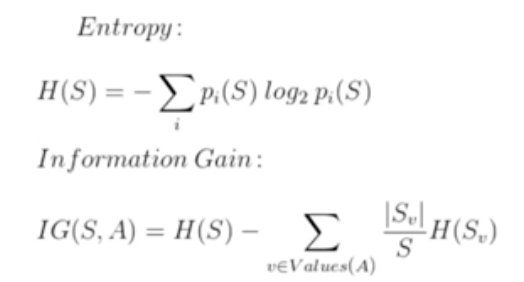 Entropy:
H(S) = − ∑_i p_i(S) log_2 p_i(S)
Information Gain:
IG(S, A) = H(S) − ∑_{v∈Values(A)} |S_v|/S H(S_v)